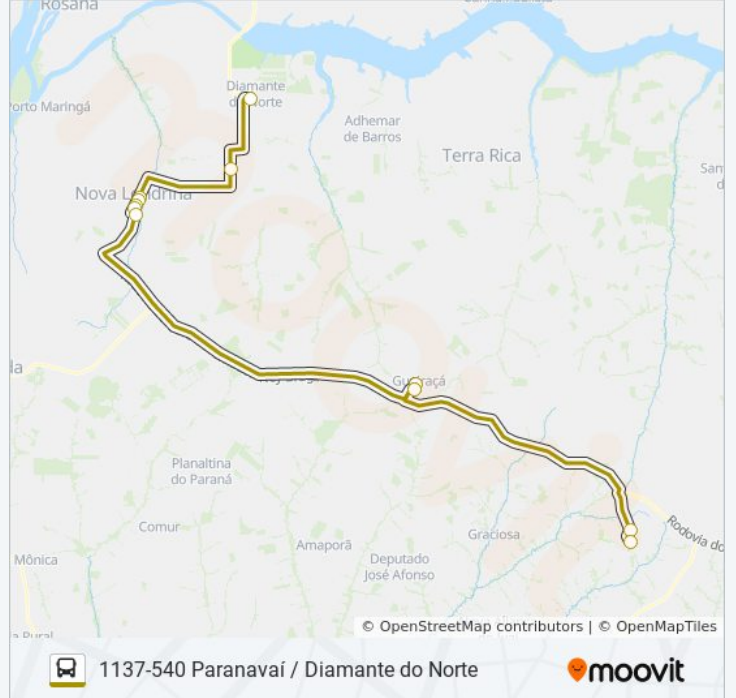 Rosana
Diamante
do Norte
Porto Maringá
Adhemar
de Barros
Terra Rica
Nova Londrina
Guairaçá
Planaltina
do Paraná
Comur
Graciosa
Rodovia do
Amaporã
Mônica
Deputado
José Afonso
© OpenStreetMap contributors | © OpenMapTiles
1137-540 Paranavaí / Diamante do Norte
moovit